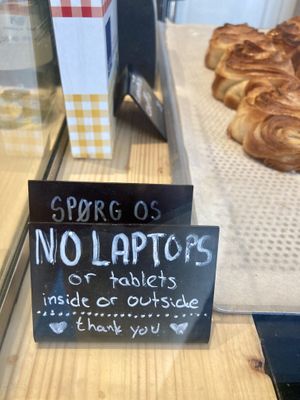 SPØRG OS
NO LAPTOPS
or tablets
inside or outside
thank you